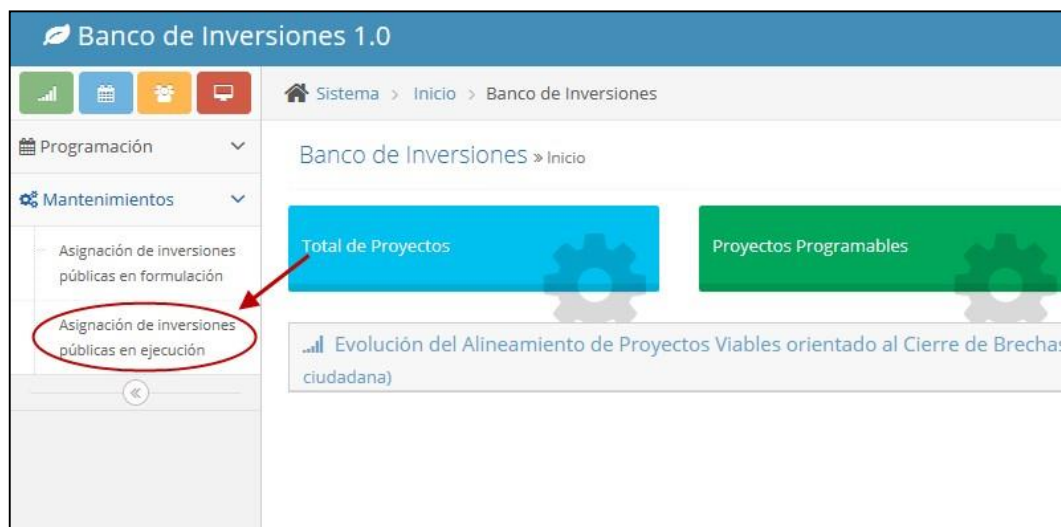 Banco de Inversiones 1.0
Sistema > Inicio > Banco de Inversiones
Programación
Mantenimientos
Asignación de inversiones
públicas en formulación
Asignación de inversiones
públicas en ejecución
Banco de Inversiones » Inicio
Total de Proyectos
Proyectos Programables
Evolución del Alineamiento de Proyectos Viables orientado al Cierre de Brechas
ciudadana)